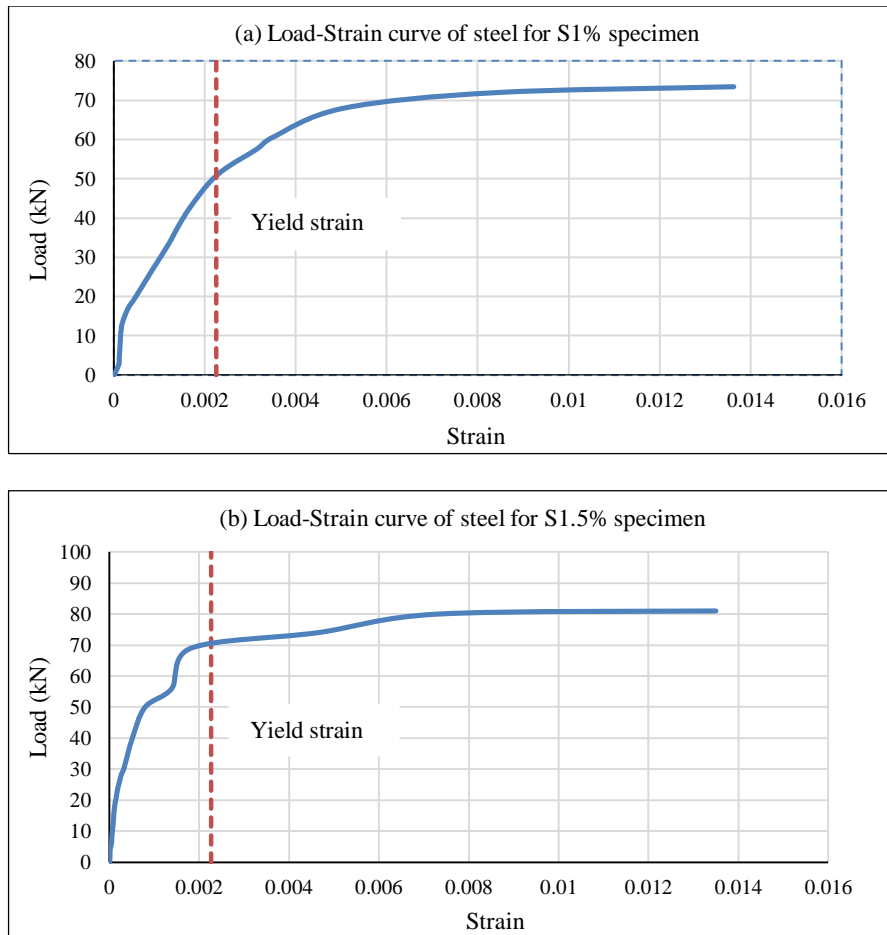 (a) Load-Strain curve of steel for S1% specimen
80
70
60
50
40
30
20
10
0
Load (kN)
Yield strain
0 0.002 0.004 0.006 0.008 0.01 0.012 0.014 0.016
Strain
(b) Load-Strain curve of steel for S1.5% specimen
100
90
80
70
60
50
40
30
20
10
0
Load (kN)
Yield strain
0 0.002 0.004 0.006 0.008 0.01 0.012 0.014 0.016
Strain